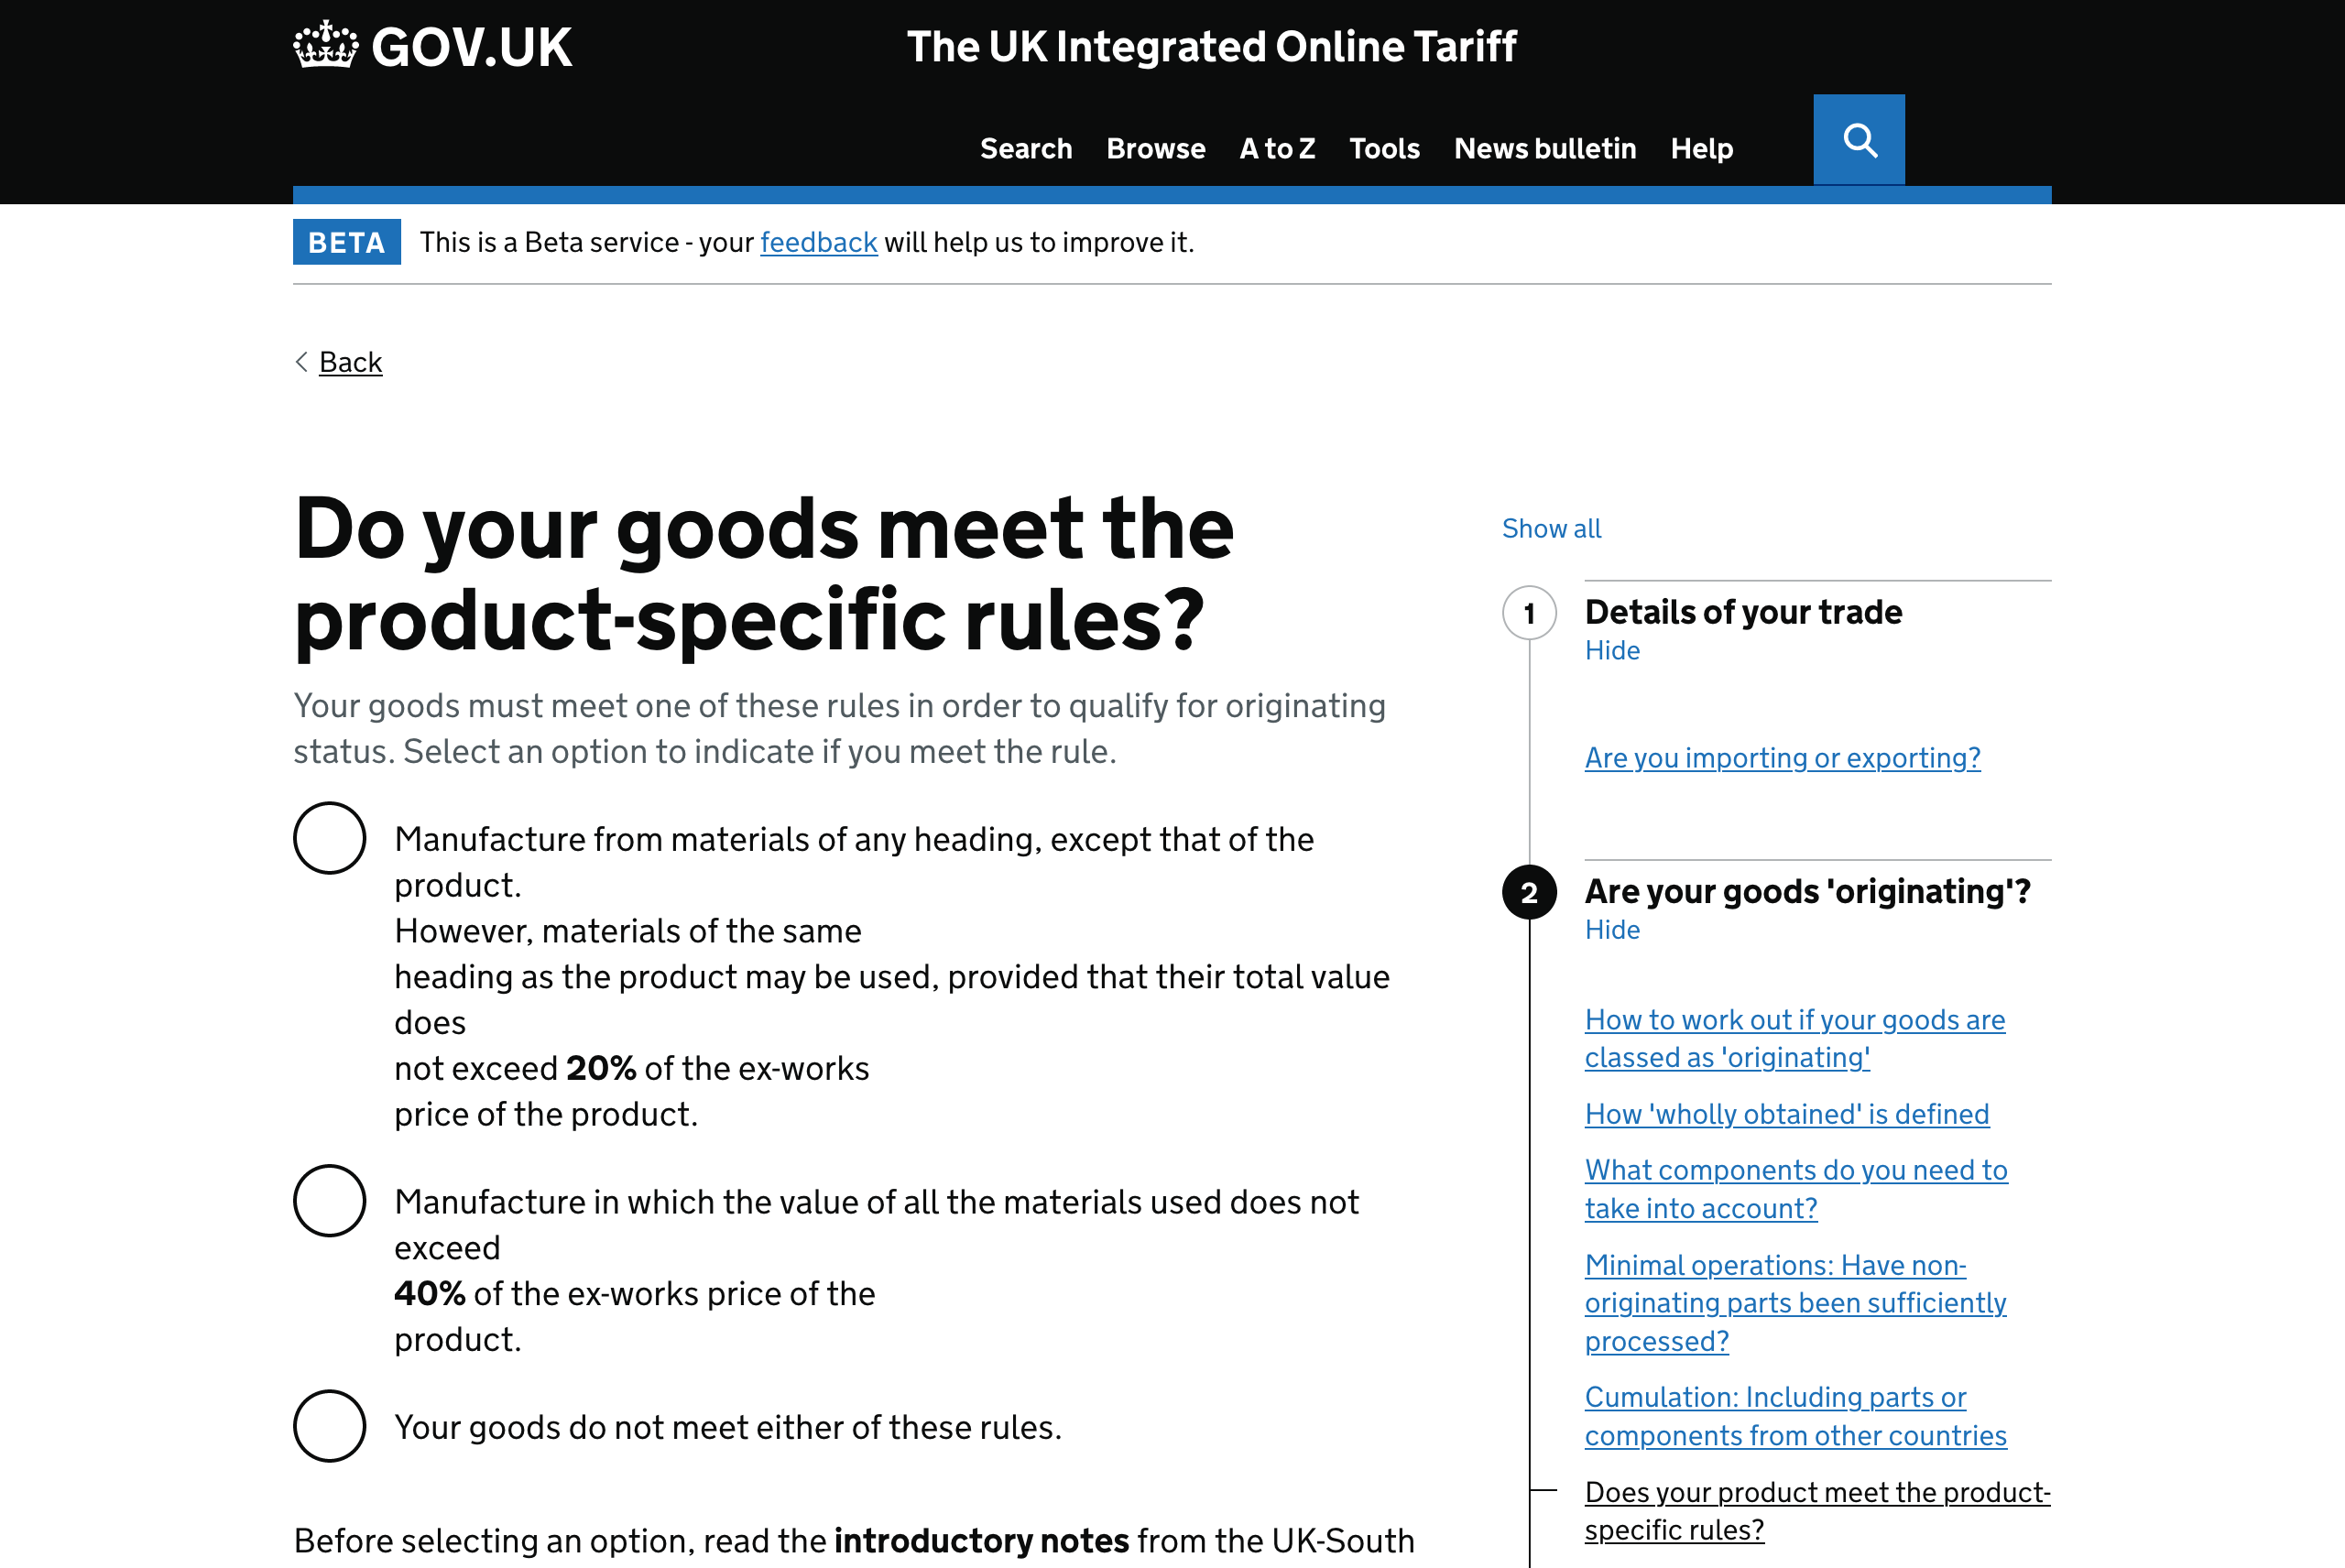 GOV.UK
The UK Integrated Online Tariff
Search Browse A to Z Tools News bulletin Help
BETA This is a Beta service - your feedback will help us to improve it.
Back
Do your goods meet the
product-specific rules?
Your goods must meet one of these rules in order to qualify for originating
status. Select an option to indicate if you meet the rule.
Manufacture from materials of any heading, except that of the
product.
However, materials of the same
heading as the product may be used, provided that their total value
does
not exceed 20% of the ex-works
price of the product.
Manufacture in which the value of all the materials used does not
exceed
40% of the ex-works price of the
product.
Your goods do not meet either of these rules.
Before selecting an option, read the introductory notes from the UK-South
Show all
1 Details of your trade
Hide
Are you importing or exporting?
2 Are your goods 'originating'?
Hide
How to work out if your goods are
classed as 'originating'
How 'wholly obtained' is defined
What components do you need to
take into account?
Minimal operations: Have non-
originating parts been sufficiently
processed?
Cumulation: Including parts or
components from other countries
Does your product meet the product-
specific rules?